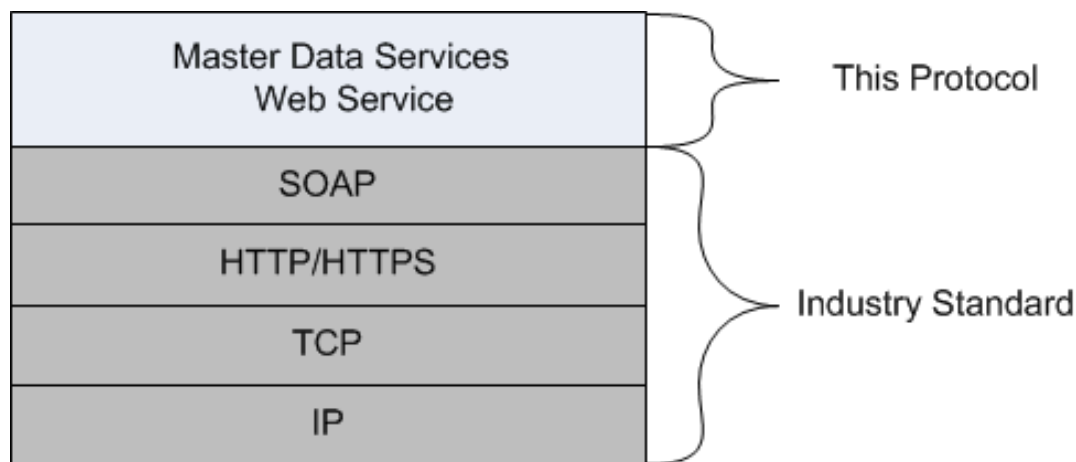 Master Data Services
Web Service
This Protocol
SOAP
HTTP/HTTPS
Industry Standard
TCP
IP